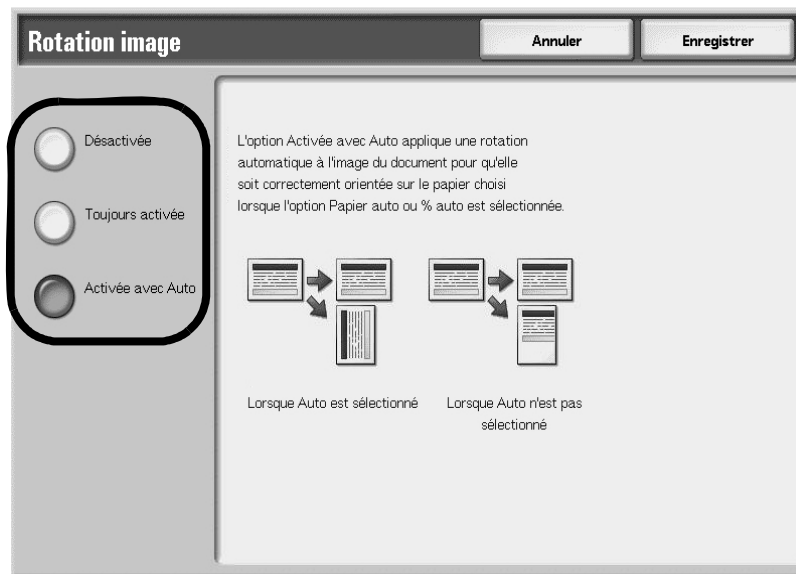 Rotation image
Annuler
Enregistrer
Désactivée
Toujours activée
Activée avec Auto
L'option Activée avec Auto applique une rotation
automatique à l'image du document pour qu'elle
soit correctement orientée sur le papier choisi
lorsque l'option Papier auto ou % auto est sélectionnée.
Lorsque Auto est sélectionné
Lorsque Auto n'est pas
sélectionné